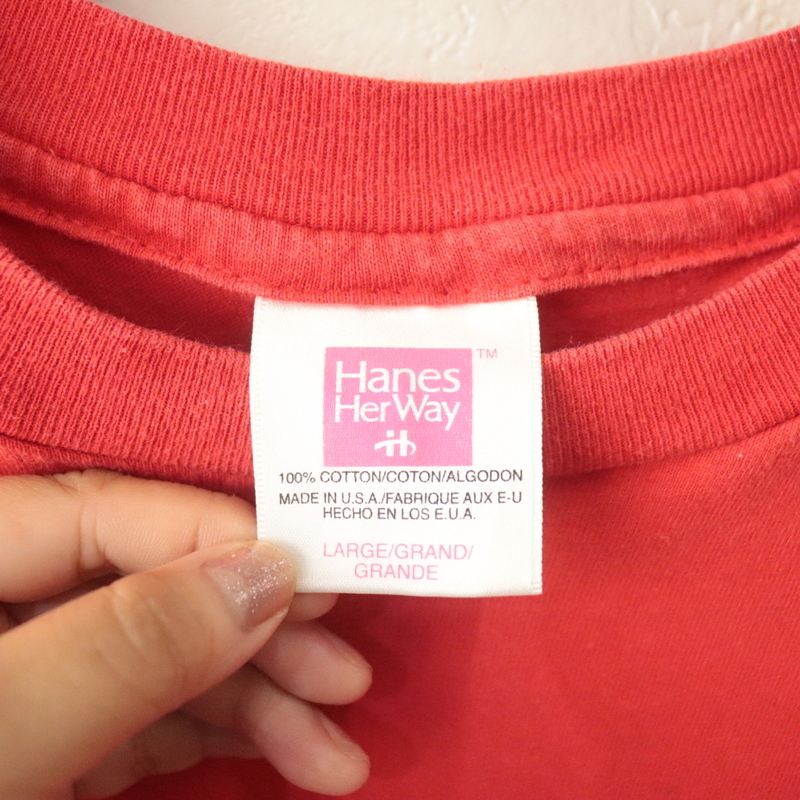 Hanes
Her Way
TM
100% COTTON/COTON/ALGODON
MADE IN U.S.A./FABRIQUE AUX E-U
HECHO EN LOS E.U.A.
LARGE/GRAND/
GRANDE